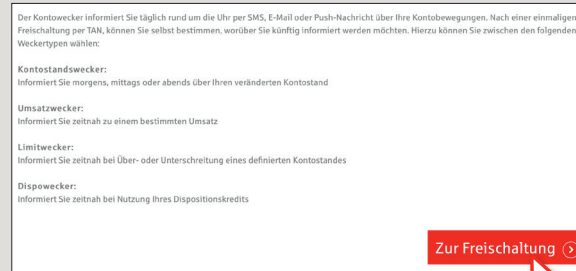 Der Kontowecker informiert Sie täglich rund um die Uhr per SMS, E-Mail oder Push-Nachricht über Ihre Kontobewegungen. Nach einer einmaligen
Freischaltung per TAN, können Sie selbst bestimmen, worüber Sie künftig informiert werden möchten. Hierzu können Sie zwischen den folgenden
Weckertypen wählen:
Kontostandswecker:
Informiert Sie morgens, mittags oder abends über Ihren veränderten Kontostand
Umsatzwecker:
Informiert Sie zeitnah zu einem bestimmten Umsatz
Limitwecker:
Informiert Sie zeitnah bei Über- oder Unterschreitung eines definierten Kontostandes
Dispowecker:
Informiert Sie zeitnah bei Nutzung Ihres Dispositionskredits
Zur Freischaltung